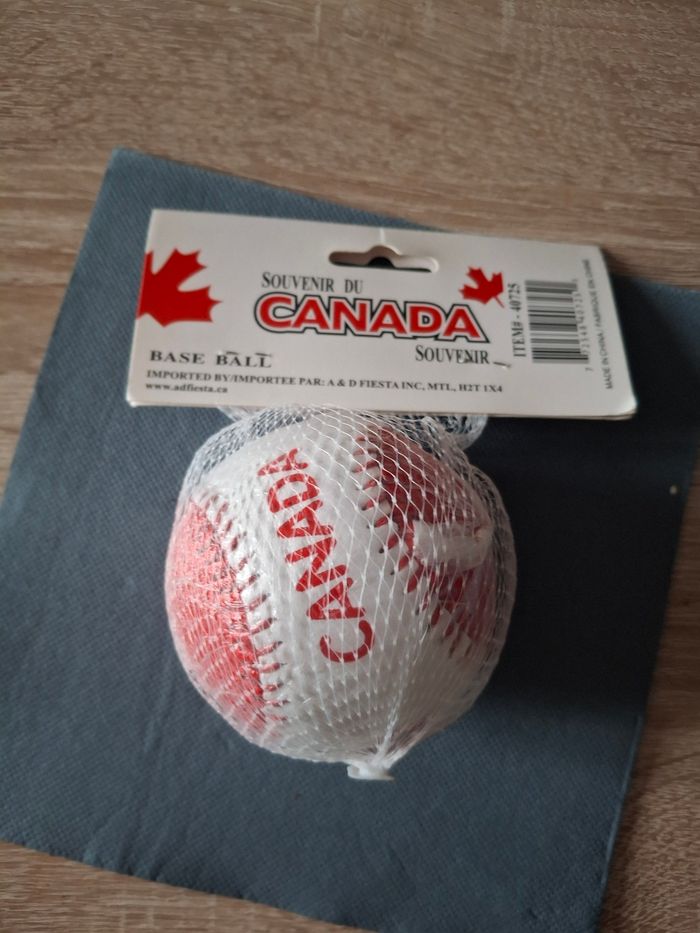 SOUVENIR DU
CANADA
SOUVENIR
BASE BALL
IMPORTED BY/IMPORTEE PAR: A & D FIESTA INC, MTL, H2T 1X4
www.adfiesta.ca
ITEM# - 40725
MADE IN CHINA / FABRIQUE EN CHINE
CANADA